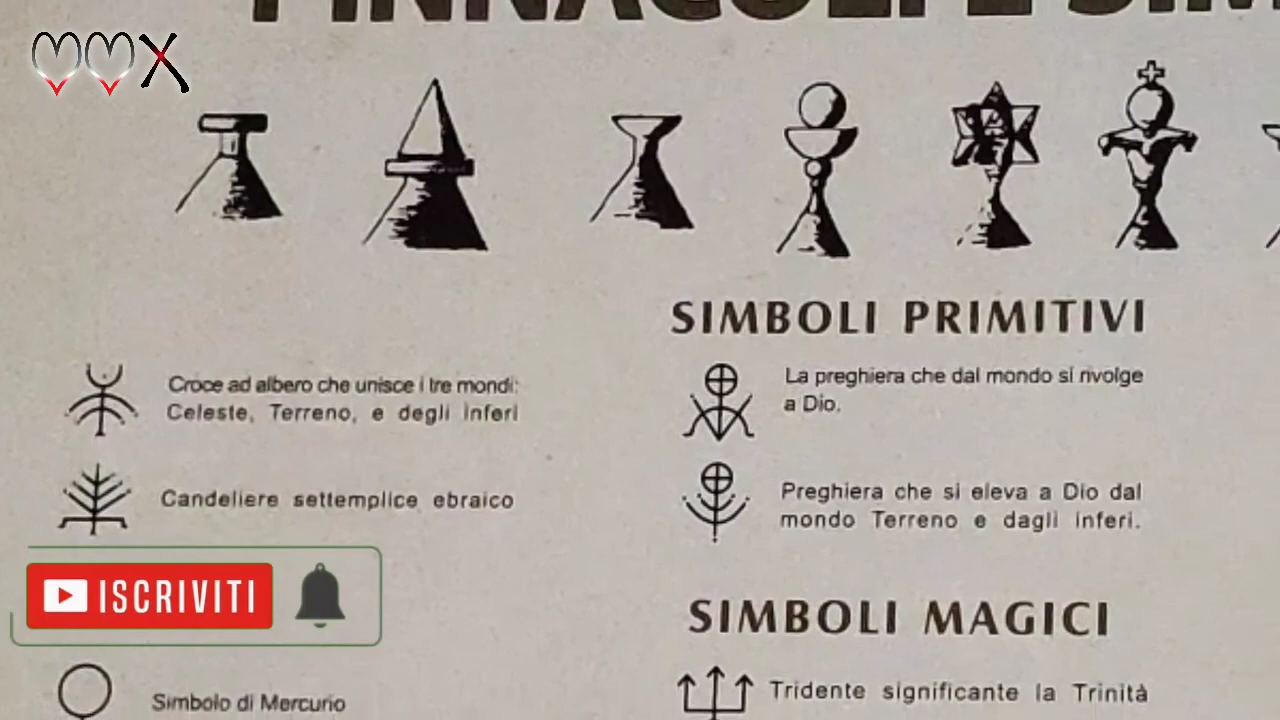 PINNACOLI E SIM
SIMBOLI PRIMITIVI
Croce ad albero che unisce i tre mondi:
Celeste, Terreno, e degli inferi
La preghiera che dal mondo si rivolge
a Dio.
Candeliere settemplice ebraico
Preghiera che si eleva a Dio dal
mondo Terreno e dagli inferi.
ISCRIVITI
SIMBOLI MAGICI
Simbolo di Mercurio
Tridente significante la Trinità